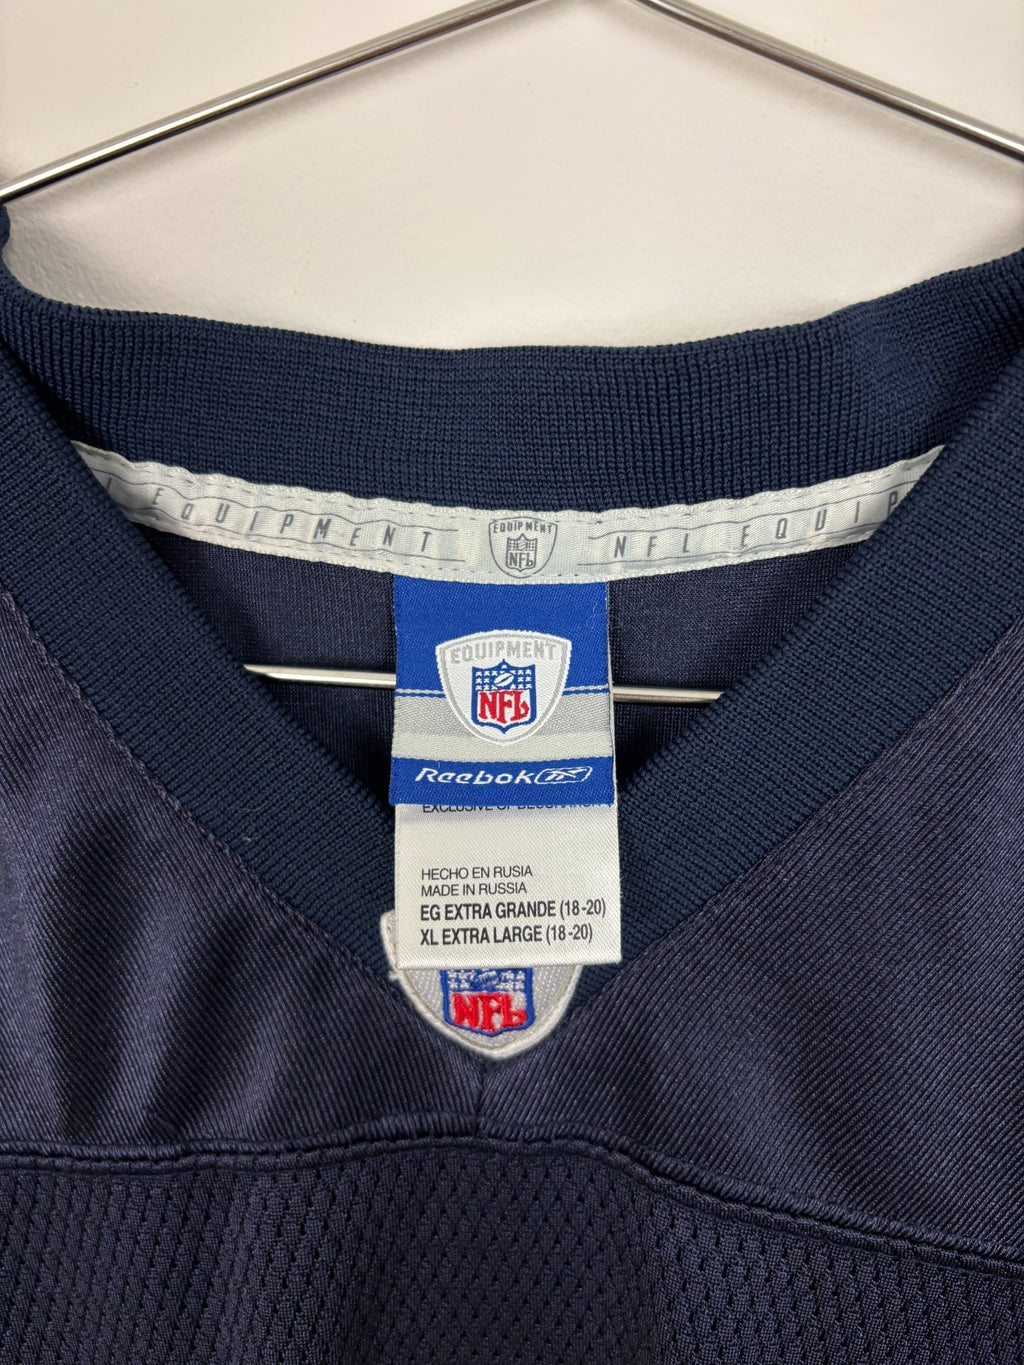 EQUIPMENT
EQUIPMENT
NFL
NFL EQUIP
EQUIPMENT
NFL
Reebok
HECHO EN RUSIA
MADE IN RUSSIA
EG EXTRA GRANDE (18-20)
XL EXTRA LARGE (18-20)
NFL